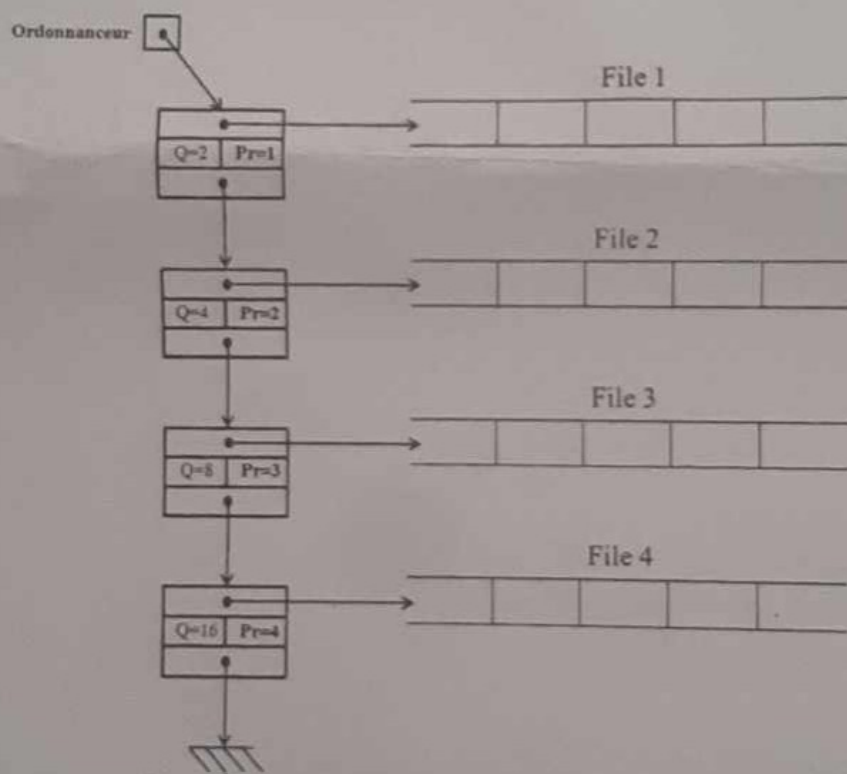 Ordonnanceur
File 1
Q=2 Pr=1
File 2
Q=4 Pr=2
File 3
Q=8 Pr=3
File 4
Q=16 Pr=4